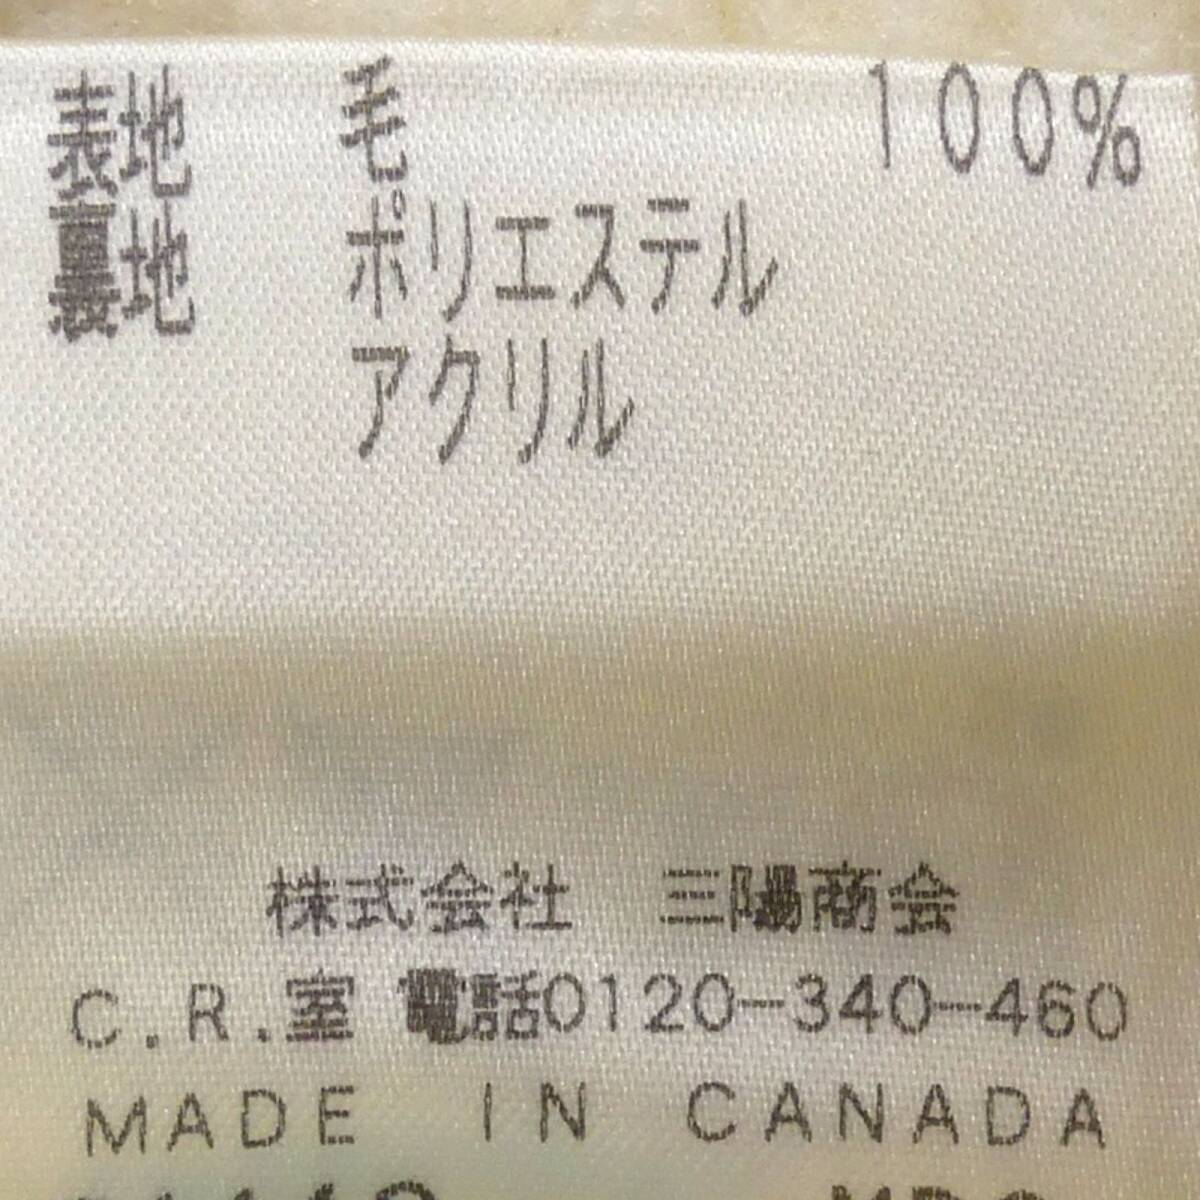 表地 毛 100%
裏地 ポリエステル
アクリル
株式会社 三陽商会
C.R.室 電話0120-340-460
MADE IN CANADA